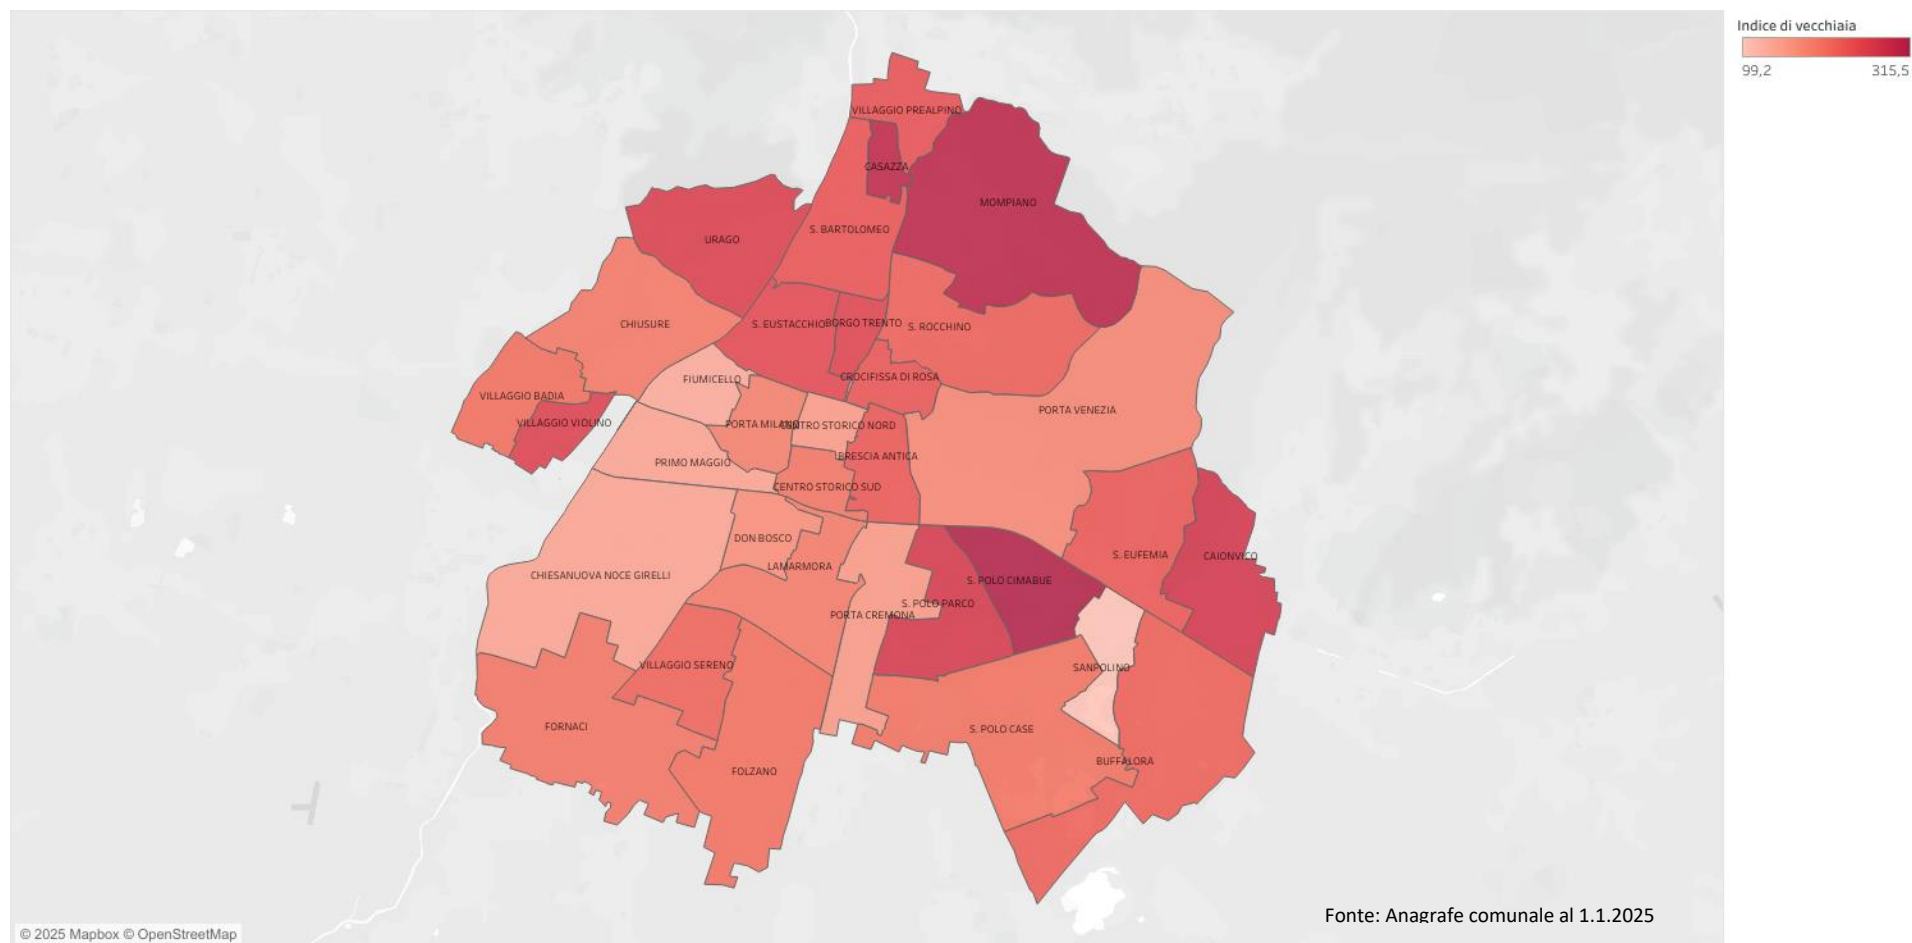 Indice di vecchiaia
99,2 315,5
VILLAGGIO PREALPINO
CASAZZA
MOMPIANO
S. BARTOLOMEO
URAGO
CHIUSURE
S. EUSTACCHIO
BORGO TRENTO
S. ROCCHINO
FIUMICELLO
CROCIFISSA DI ROSA
VILLAGGIO BADIA
PORTA VENEZIA
VILLAGGIO VIOLINO
PORTA MILANO
CENTRO STORICO NORD
BRESCIA ANTICA
PRIMO MAGGIO
CENTRO STORICO SUD
DON BOSCO
S. EUFEMIA
CAIONVICO
LAMARMORA
CHIESANUOVA NOCE GIRELLI
S. POLO CIMABUE
S. POLO PARCO
PORTA CREMONA
VILLAGGIO SERENO
SANPOLINO
FORNACI
S. POLO CASE
BUFFALORA
FOLZANO
Fonte: Anagrafe comunale al 1.1.2025
© 2025 Mapbox © OpenStreetMap